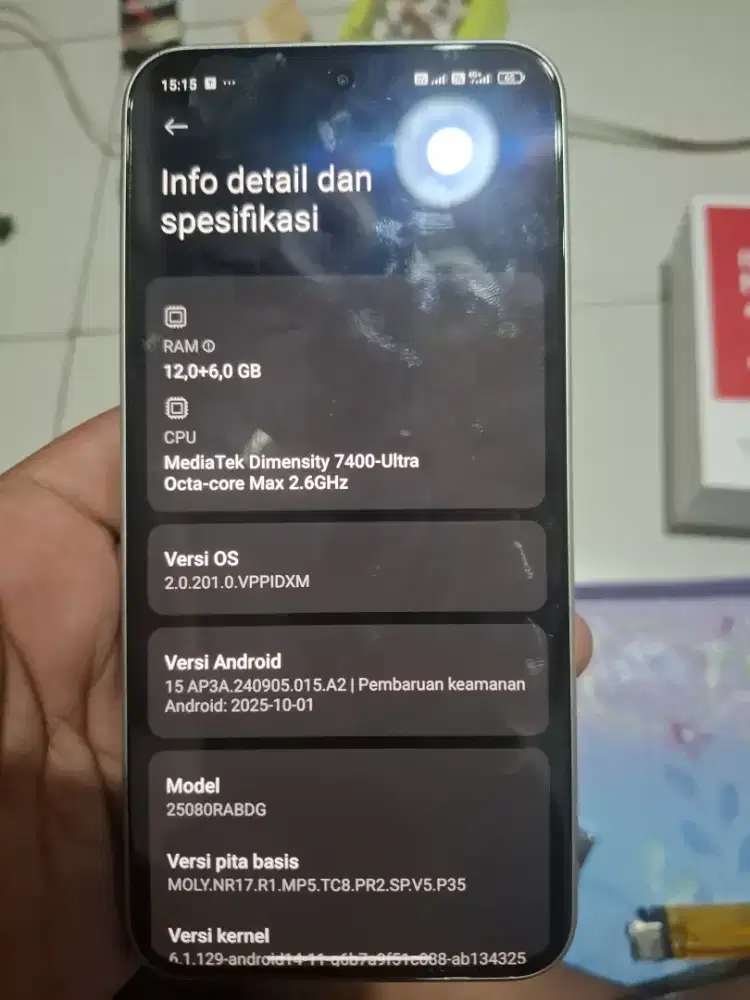 15:15
65
Info detail dan
spesifikasi
RAM
12,0+6,0 GB
CPU
MediaTek Dimensity 7400-Ultra
Octa-core Max 2.6GHz
Versi OS
2.0.201.0.VPPIDXM
Versi Android
15 AP3A.240905.015.A2 | Pembaruan keamanan
Android: 2025-10-01
Model
25080RABDG
Versi pita basis
MOLY.NR17.R1.MP5.TC8.PR2.SP.V5.P35
Versi kernel